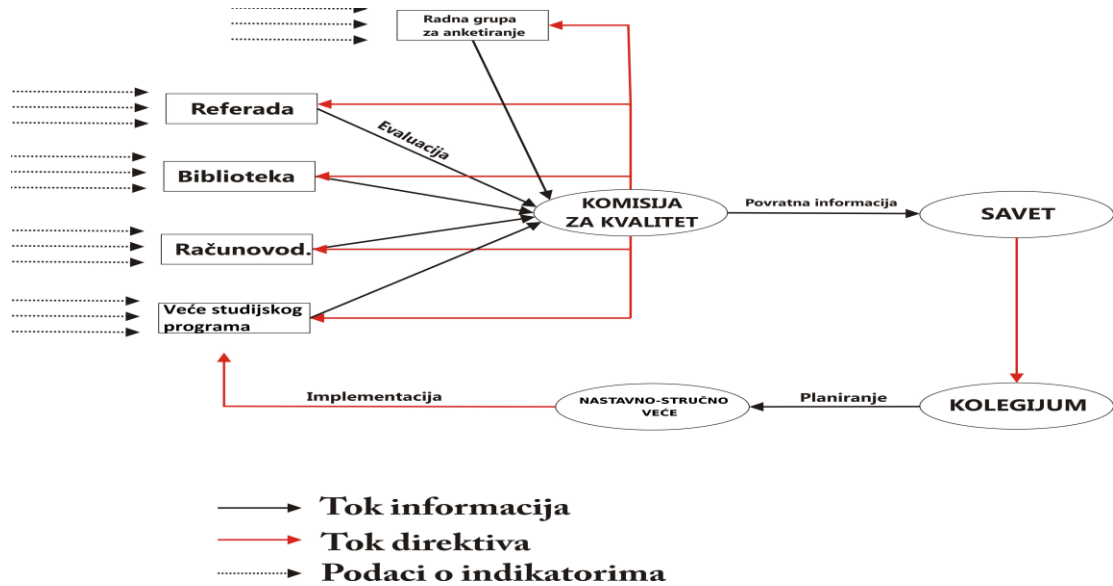 Radna grupa
za anketiranje
Referada
Evaluacija
Biblioteka
KOMISIJA
ZA KVALITET
Povratna informacija
SAVET
Računovod.
Veće studijskog
programa
Implementacija
NASTAVNO-STRUČNO
VEĆE
Planiranje
KOLEGIJUM
Tok informacija
Tok direktiva
Podaci o indikatorima